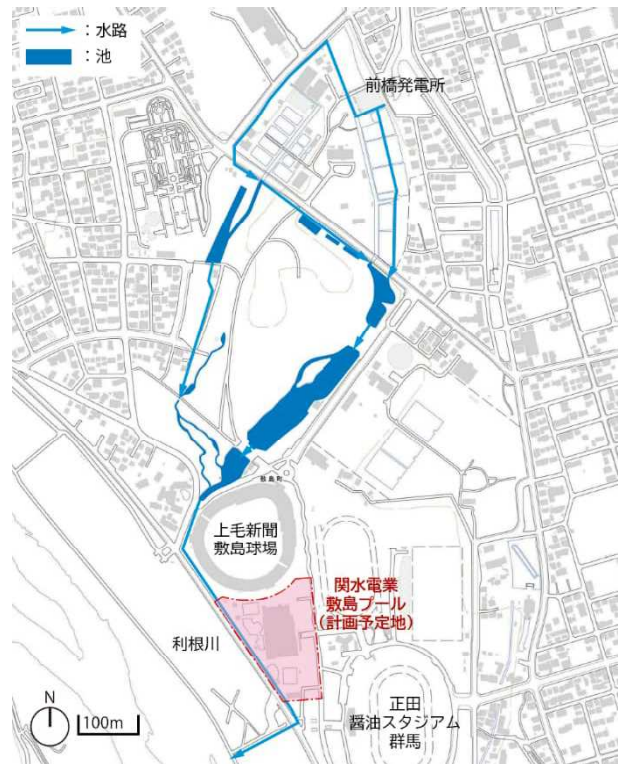 ：水路
：池
前橋発電所
敷島町
上毛新聞
敷島球場
関水電業
敷島プール
（計画予定地）
利根川
正田
醤油スタジアム
群馬
N
100m